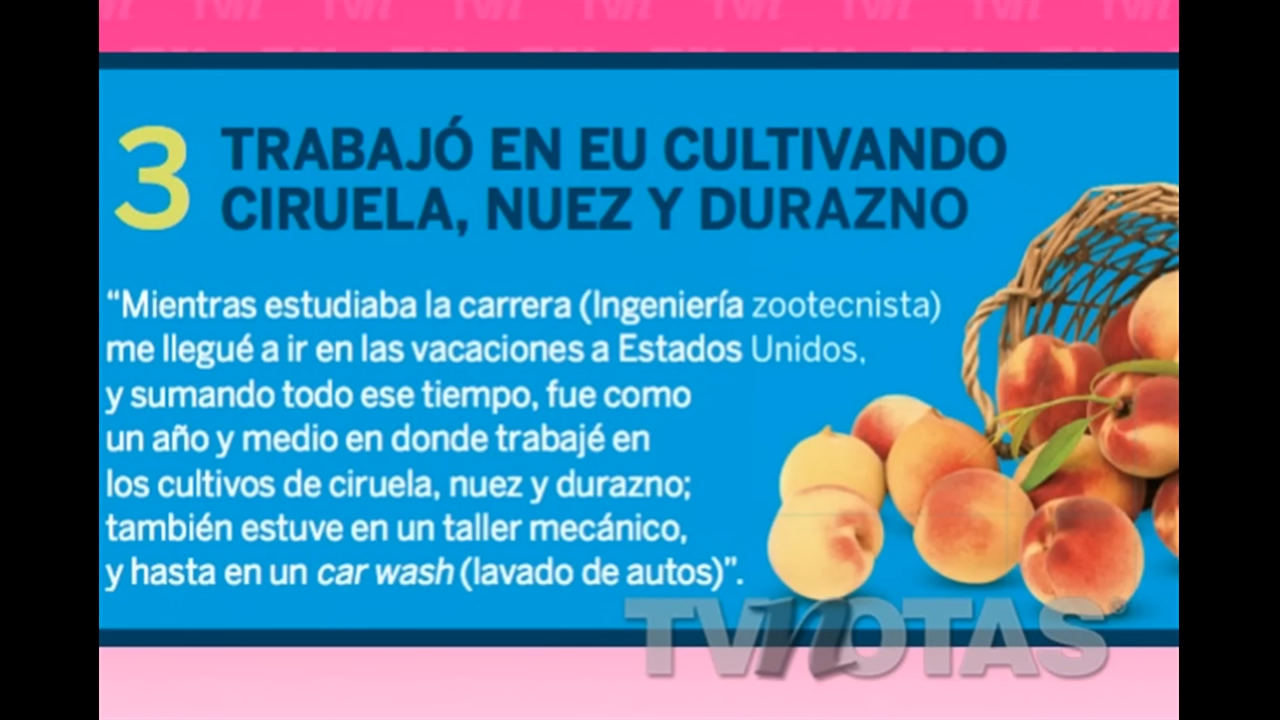 3 TRABAJÓ EN EU CULTIVANDO
CIRUELA, NUEZ Y DURAZNO
“Mientras estudiaba la carrera (Ingeniería zootecnista)
me llegué a ir en las vacaciones a Estados Unidos,
y sumando todo ese tiempo, fue como
un año y medio en donde trabajé en
los cultivos de ciruela, nuez y durazno;
también estuve en un taller mecánico,
y hasta en un car wash (lavado de autos)”.
TVnOTAS®